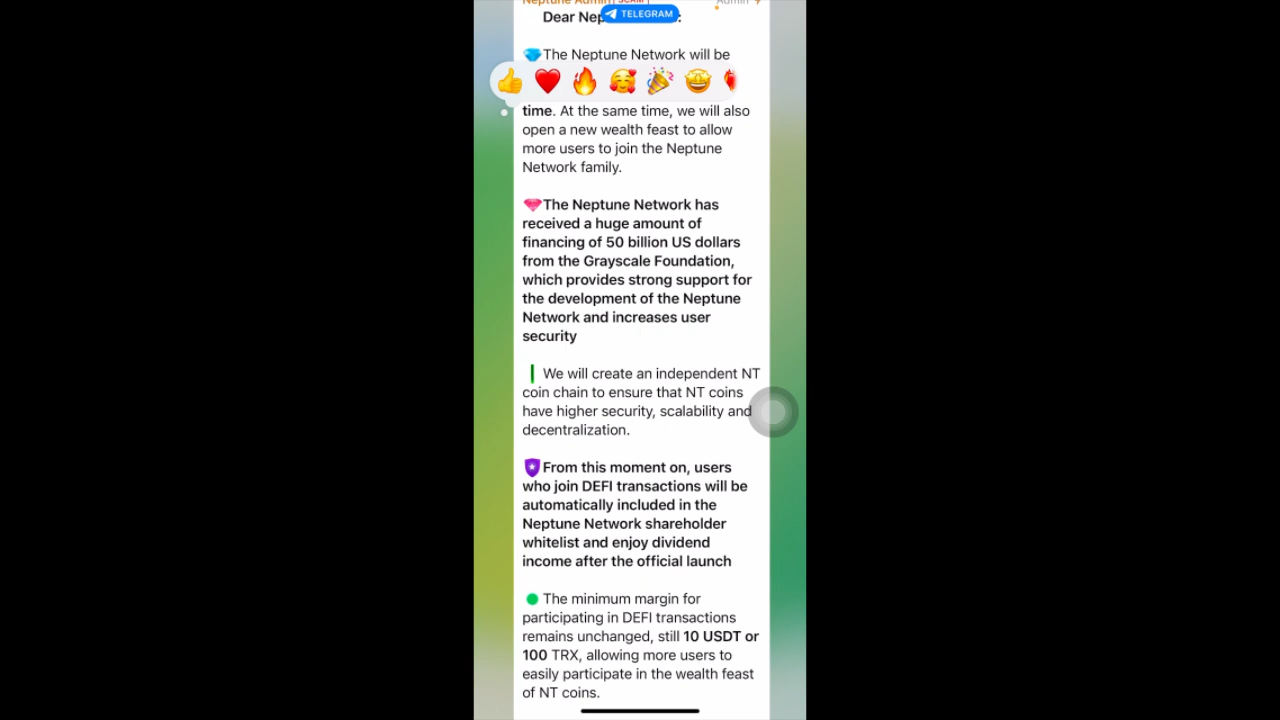 Neptune Admin SCAM Admin
Dear Nep :
TELEGRAM
The Neptune Network will be
time. At the same time, we will also
open a new wealth feast to allow
more users to join the Neptune
Network family.
The Neptune Network has
received a huge amount of
financing of 50 billion US dollars
from the Grayscale Foundation,
which provides strong support for
the development of the Neptune
Network and increases user
security
We will create an independent NT
coin chain to ensure that NT coins
have higher security, scalability and
decentralization.
From this moment on, users
who join DEFI transactions will be
automatically included in the
Neptune Network shareholder
whitelist and enjoy dividend
income after the official launch
The minimum margin for
participating in DEFI transactions
remains unchanged, still 10 USDT or
100 TRX, allowing more users to
easily participate in the wealth feast
of NT coins.